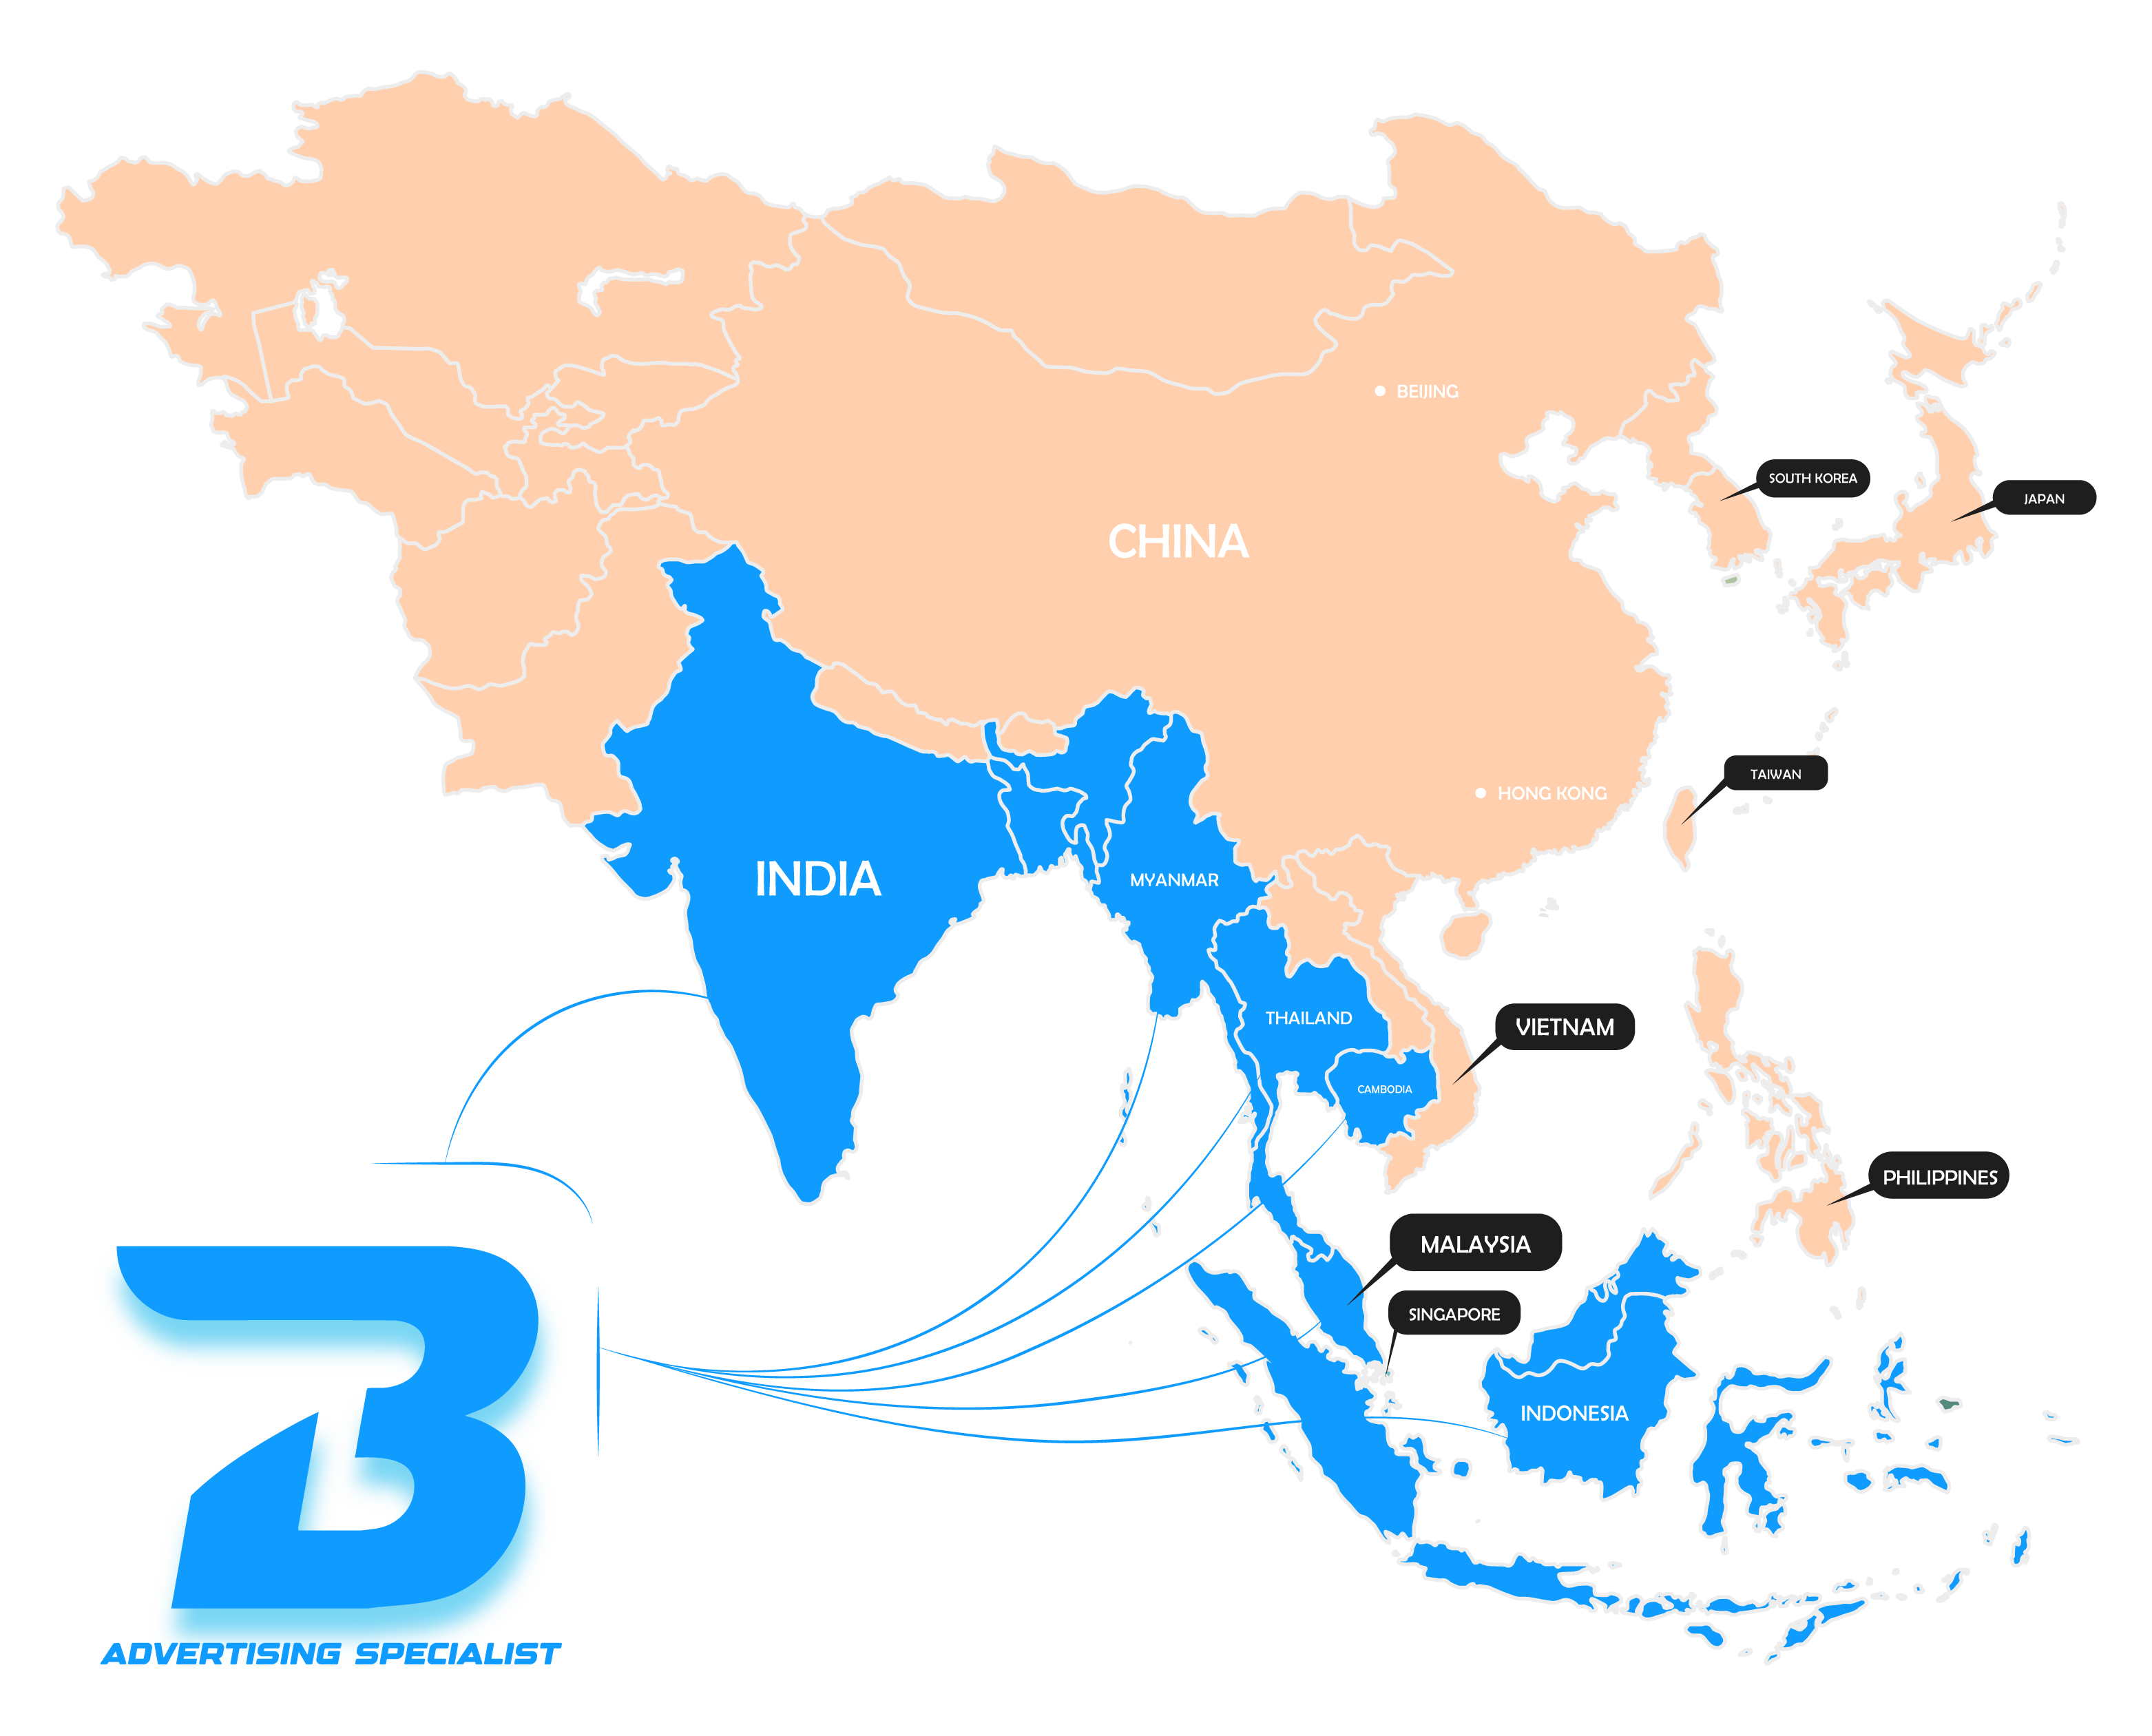 BEIJING
SOUTH KOREA
JAPAN
CHINA
TAIWAN
HONG KONG
INDIA
MYANMAR
THAILAND
VIETNAM
CAMBODIA
PHILIPPINES
MALAYSIA
SINGAPORE
INDONESIA
B
ADVERTISING SPECIALIST